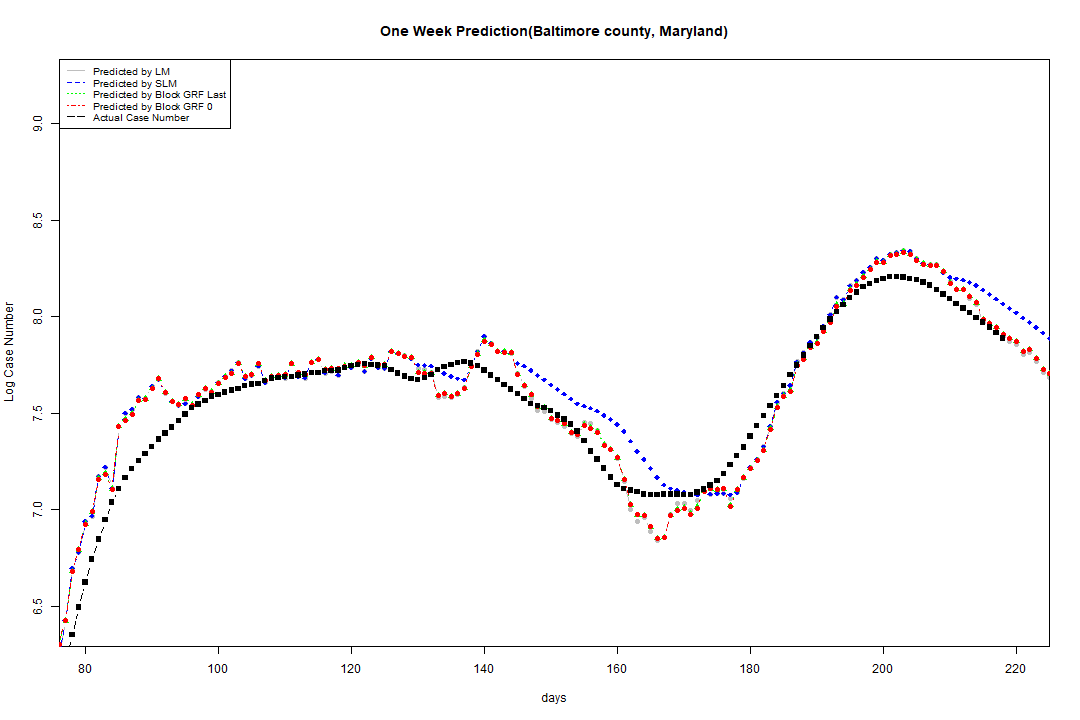 One Week Prediction(Baltimore county, Maryland)
Predicted by LM
Predicted by SLM
Predicted by Block GRF Last
Predicted by Block GRF 0
Actual Case Number
Log Case Number
9.0
8.5
8.0
7.5
7.0
6.5
80 100 120 140 160 180 200 220
days